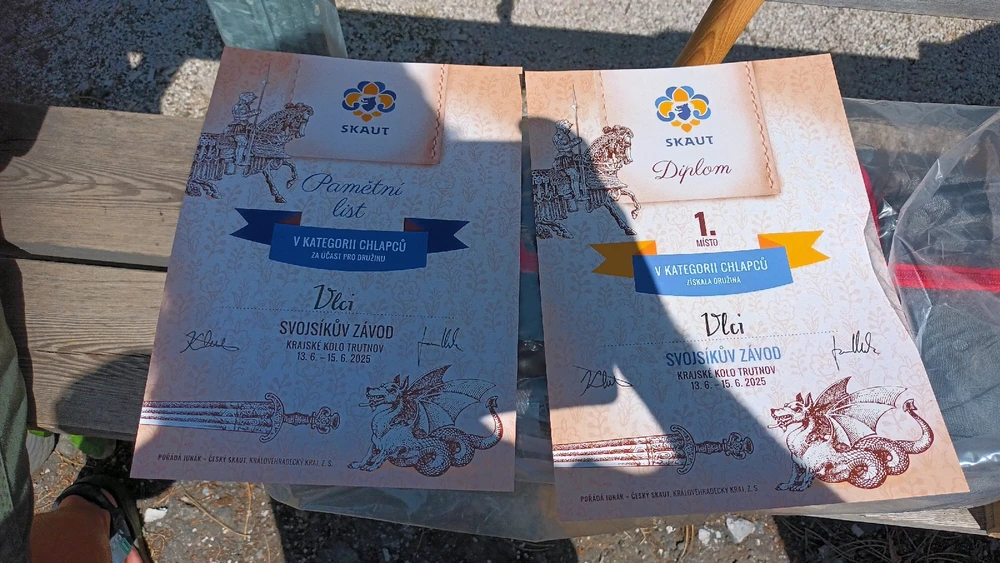 SKAUT
Pamětní
list
V KATEGORII CHLAPCŮ
ZA ÚČAST PRO DRUŽINU
Vlci
SVOJSÍKŮV ZÁVOD
KRAJSKÉ KOLO TRUTNOV
13. 6. – 15. 6. 2025
POŘÁDÁ JUNÁK – ČESKÝ SKAUT, KRÁLOVÉHRADECKÝ KRAJ, Z. S.
SKAUT
Diplom
1.
MÍSTO
V KATEGORII CHLAPCŮ
ZÍSKALA DRUŽINA
Vlci
SVOJSÍKŮV ZÁVOD
KRAJSKÉ KOLO TRUTNOV
13. 6. – 15. 6. 2025
POŘÁDÁ JUNÁK – ČESKÝ SKAUT, KRÁLOVÉHRADECKÝ KRAJ, Z. S.